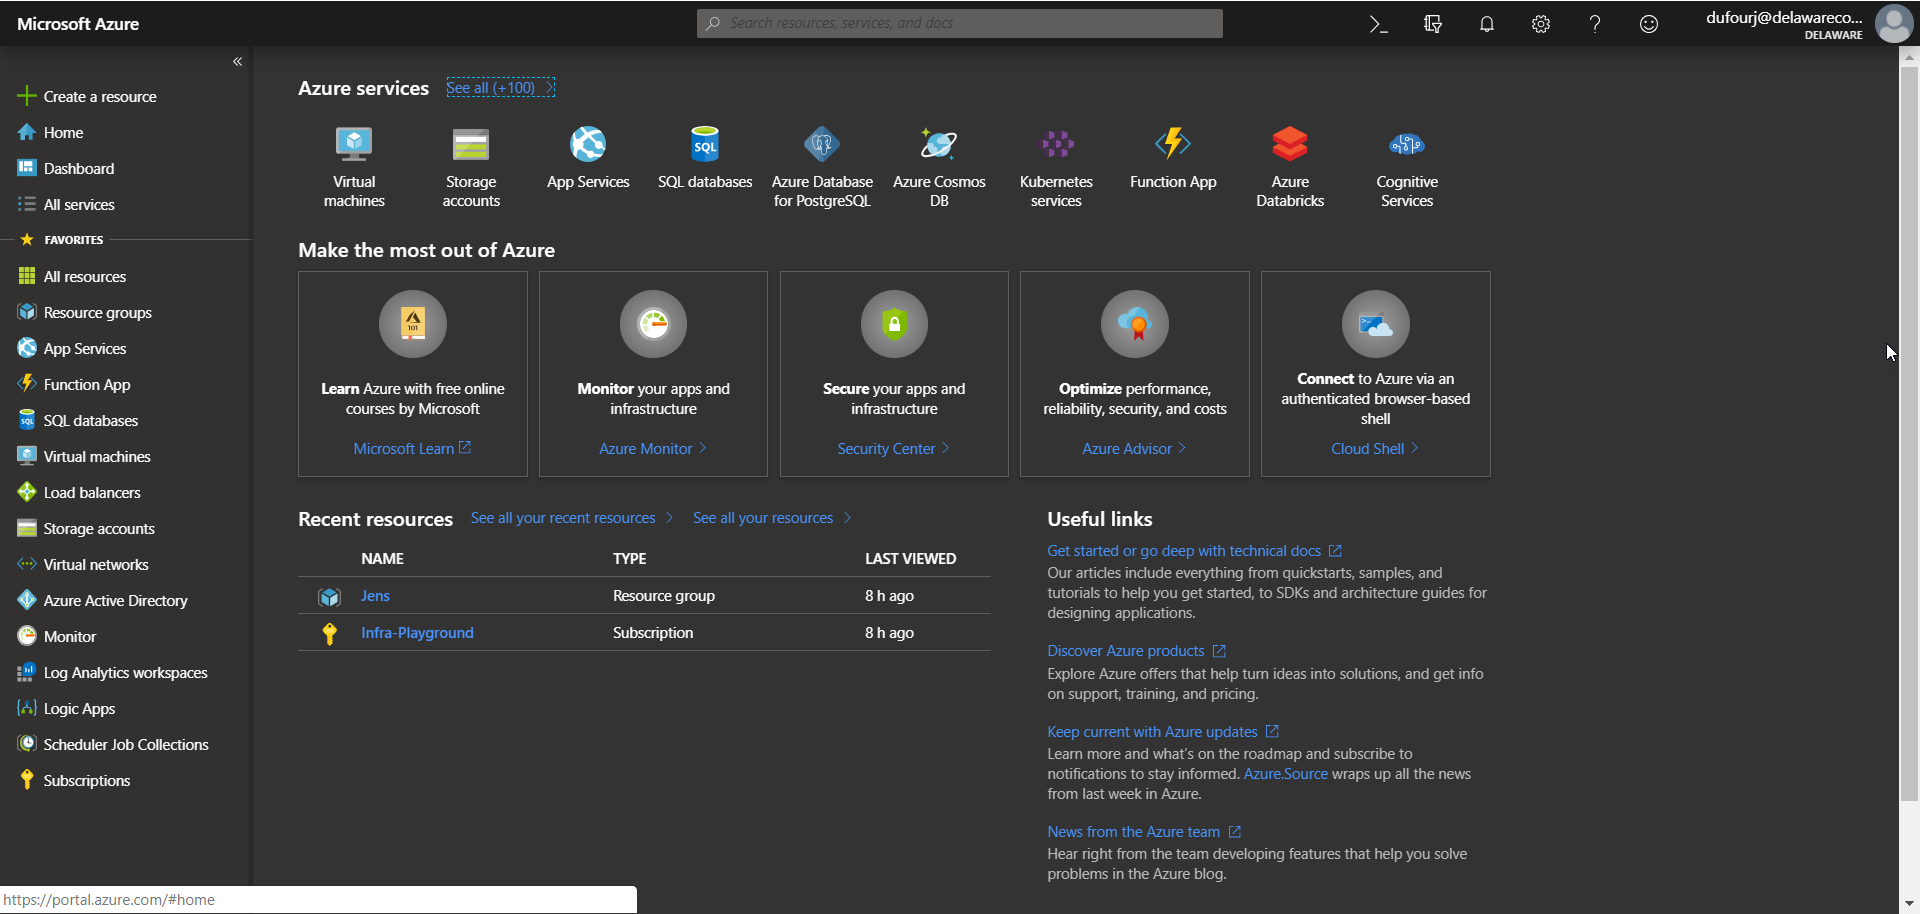 Microsoft Azure
Search resources, services, and docs
dufourj@delawareco...
DELAWARE
«
Create a resource
Home
Dashboard
All services
FAVORITES
All resources
Resource groups
App Services
Function App
SQL databases
Virtual machines
Load balancers
Storage accounts
Virtual networks
Azure Active Directory
Monitor
Log Analytics workspaces
Logic Apps
Scheduler Job Collections
Subscriptions
Azure services
See all (+100)
SQL
Virtual
machines
Storage
accounts
App Services
SQL databases
Azure Database
for PostgreSQL
Azure Cosmos
DB
Kubernetes
services
Function App
Azure
Databricks
Cognitive
Services
Make the most out of Azure
101
Learn Azure with free online
courses by Microsoft
Microsoft Learn
Monitor your apps and
infrastructure
Azure Monitor
Secure your apps and
infrastructure
Security Center
Optimize performance,
reliability, security, and costs
Azure Advisor
Connect to Azure via an
authenticated browser-based
shell
Cloud Shell
Recent resources
See all your recent resources
See all your resources
NAME TYPE LAST VIEWED
Jens Resource group 8 h ago
Infra-Playground Subscription 8 h ago
Useful links
Get started or go deep with technical docs
Our articles include everything from quickstarts, samples, and
tutorials to help you get started, to SDKs and architecture guides for
designing applications.
Discover Azure products
Explore Azure offers that help turn ideas into solutions, and get info
on support, training, and pricing.
Keep current with Azure updates
Learn more and what's on the roadmap and subscribe to
notifications to stay informed. Azure.Source wraps up all the news
from last week in Azure.
News from the Azure team
Hear right from the team developing features that help you solve
problems in the Azure blog.
https://portal.azure.com/#home